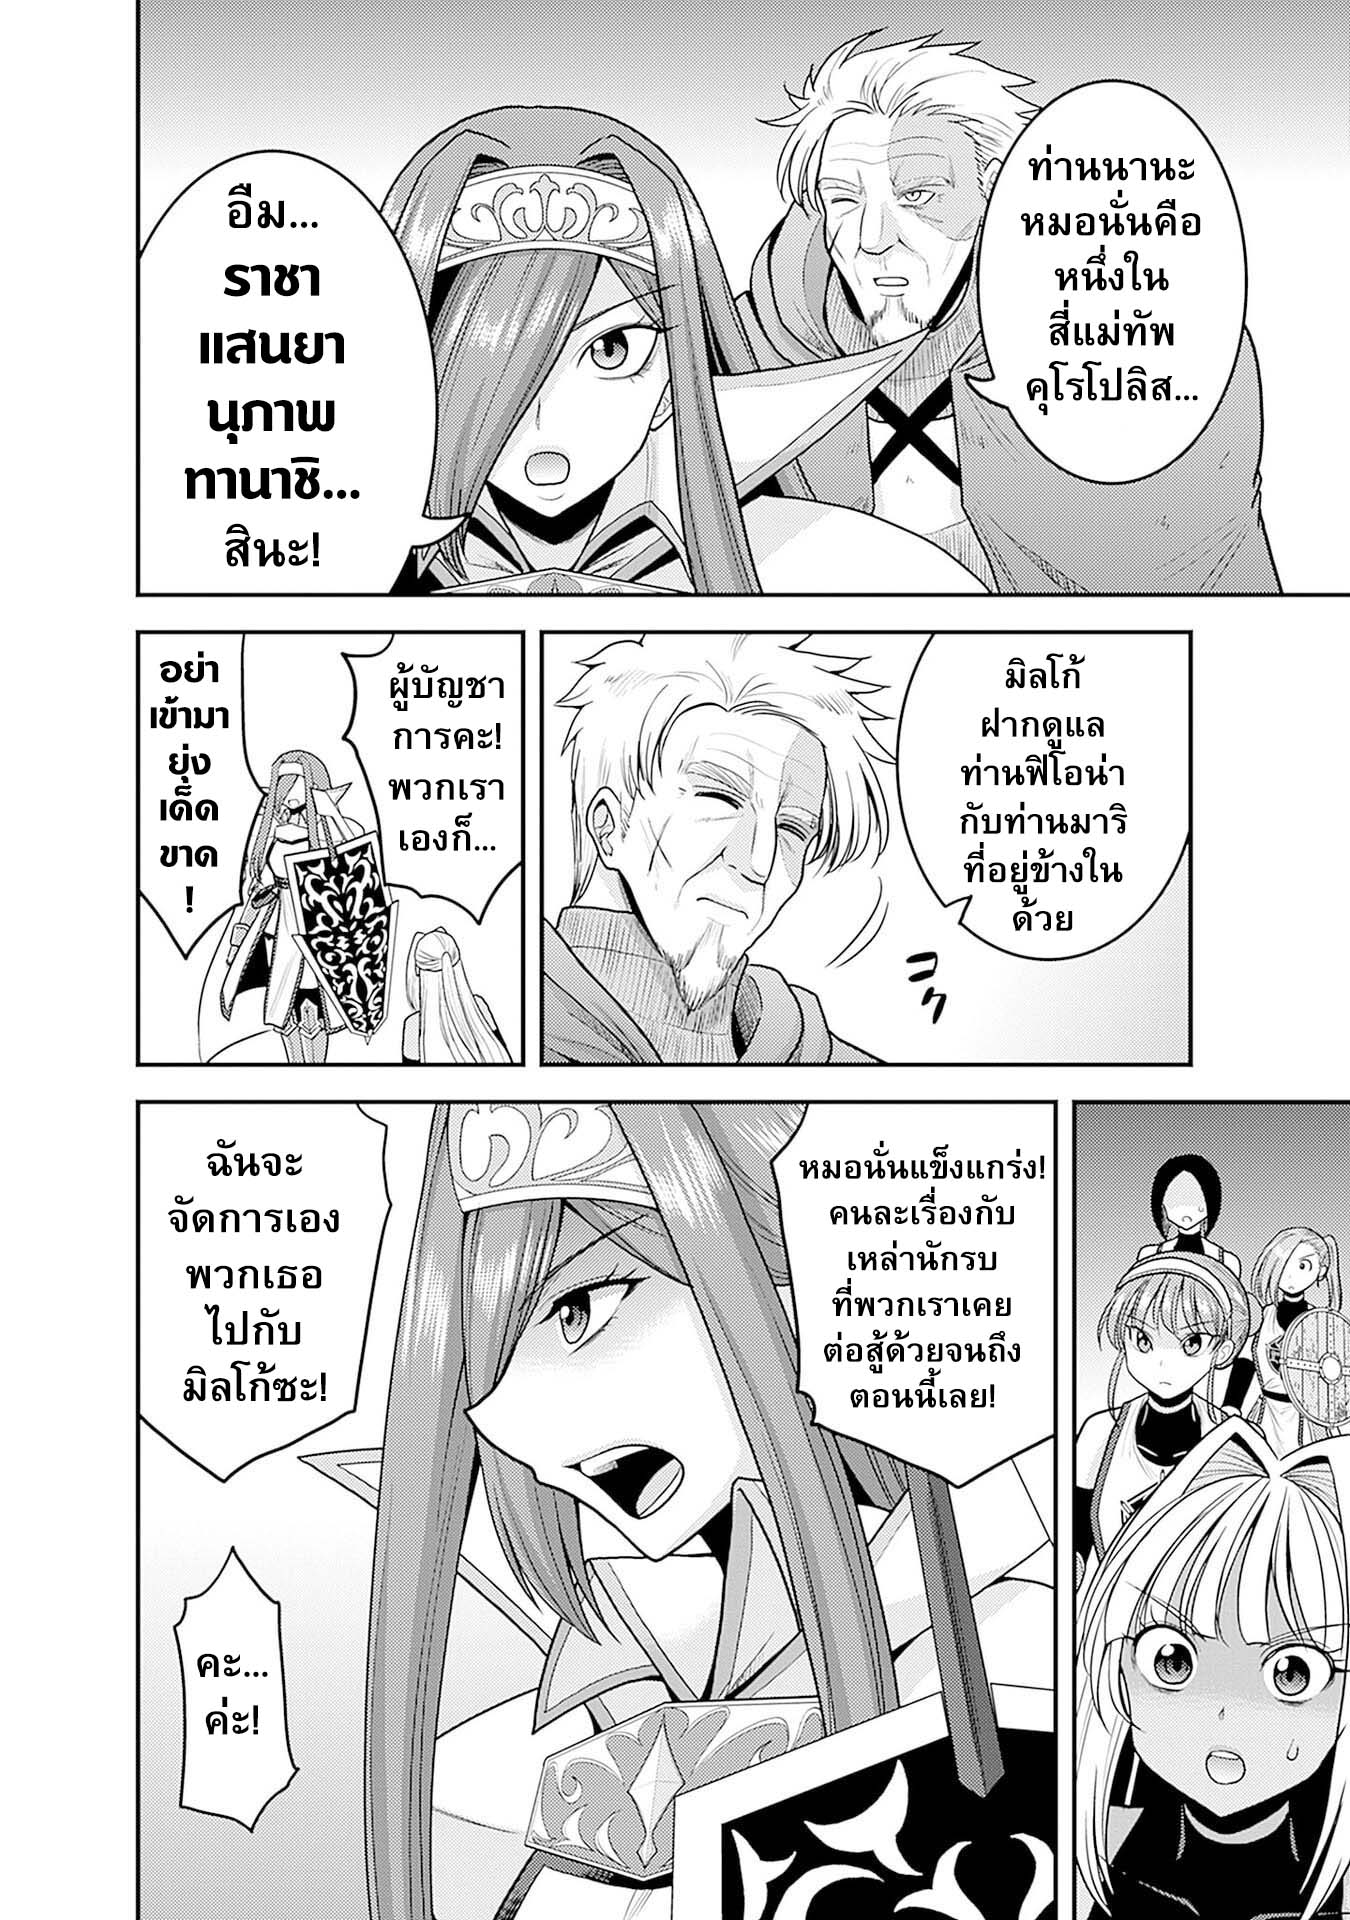 ท่านนานะ
หมอนั่นคือ
หนึ่งใน
สี่แม่ทัพ
คุโรโปลิส...
อืม...
ราชา
แสนยา
นุภาพ
ทานาชิ...
สินะ!
มิลโก้
ฝากดูแล
ท่านฟิโอน่า
กับท่านมาริ
ที่อยู่ข้างใน
ด้วย
コク
ผู้บัญชา
การคะ!
พวกเรา
เองก็...
อย่า
เข้ามา
ยุ่ง
เด็ด
ขาด
!
หมอนั่นแข็งแกร่ง!
คนละเรื่องกับ
เหล่านักรบ
ที่พวกเราเคย
ต่อสู้ด้วยจนถึง
ตอนนี้เลย!
ฉันจะ
จัดการเอง
พวกเธอ
ไปกับ
มิลโก้ซะ!
คะ...
ค่ะ!